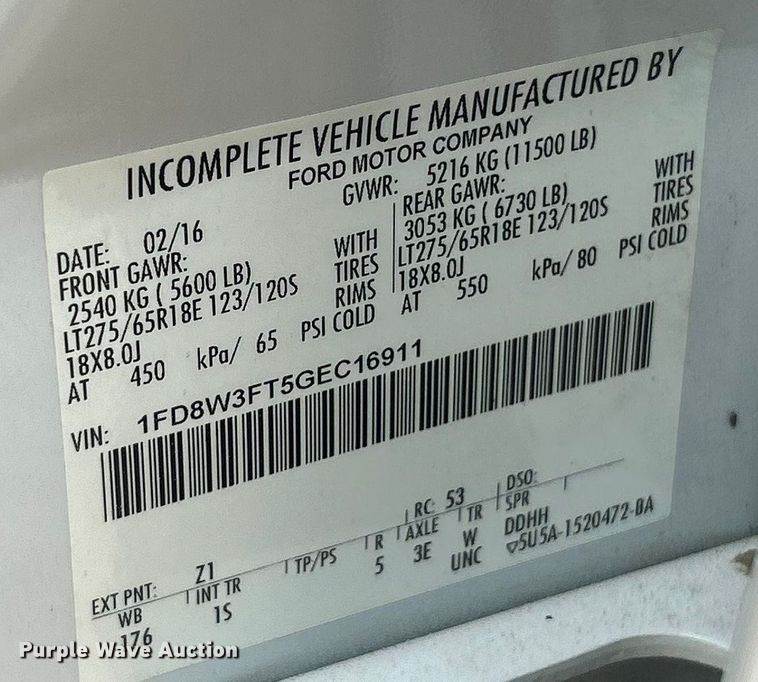 INCOMPLETE VEHICLE MANUFACTURED BY
FORD MOTOR COMPANY
DATE: 02/16 GVWR: 5216 KG (11500 LB)
FRONT GAWR: REAR GAWR:
2540 KG ( 5600 LB) WITH 3053 KG ( 6730 LB) WITH
LT275/65R18E 123/120S TIRES LT275/65R18E 123/120S TIRES
18X8.0J RIMS 18X8.0J RIMS
AT 450 kPa/ 65 PSI COLD AT 550 kPa/ 80 PSI COLD
VIN: 1FD8W3FT5GEC16911
EXT PNT: Z1 RC: 53 DSO:
WB INT TR TP/PS R AXLE TR SPR
176 1S 5 3E W DDHH
UNC ▽5U5A-1520472-BA
Purple Wave Auction